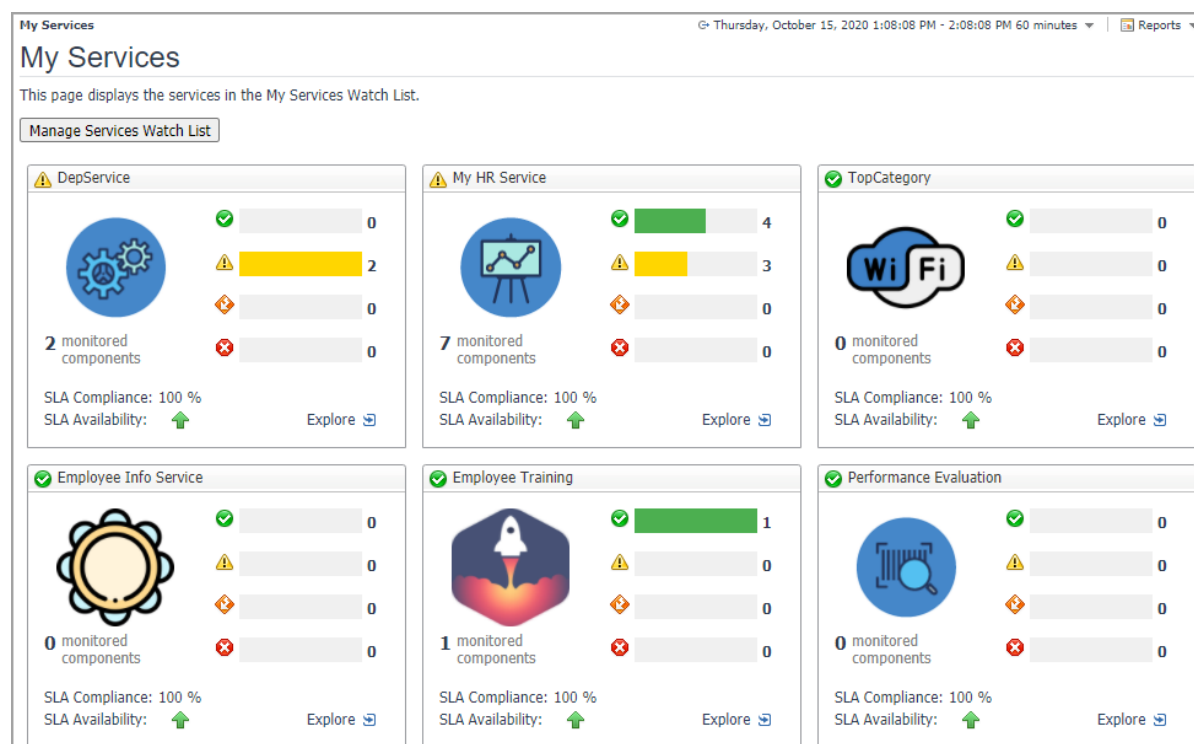 My Services
Thursday, October 15, 2020 1:08:08 PM - 2:08:08 PM 60 minutes
Reports
My Services
This page displays the services in the My Services Watch List.
Manage Services Watch List
DepService
0
2
0
0
2 monitored
components
SLA Compliance: 100 %
SLA Availability:
Explore
My HR Service
4
3
0
0
7 monitored
components
SLA Compliance: 100 %
SLA Availability:
Explore
TopCategory
Wi Fi
0
0
0
0
0 monitored
components
SLA Compliance: 100 %
SLA Availability:
Explore
Employee Info Service
0
0
0
0
0 monitored
components
SLA Compliance: 100 %
SLA Availability:
Explore
Employee Training
1
0
0
0
1 monitored
components
SLA Compliance: 100 %
SLA Availability:
Explore
Performance Evaluation
0
0
0
0
0 monitored
components
SLA Compliance: 100 %
SLA Availability:
Explore